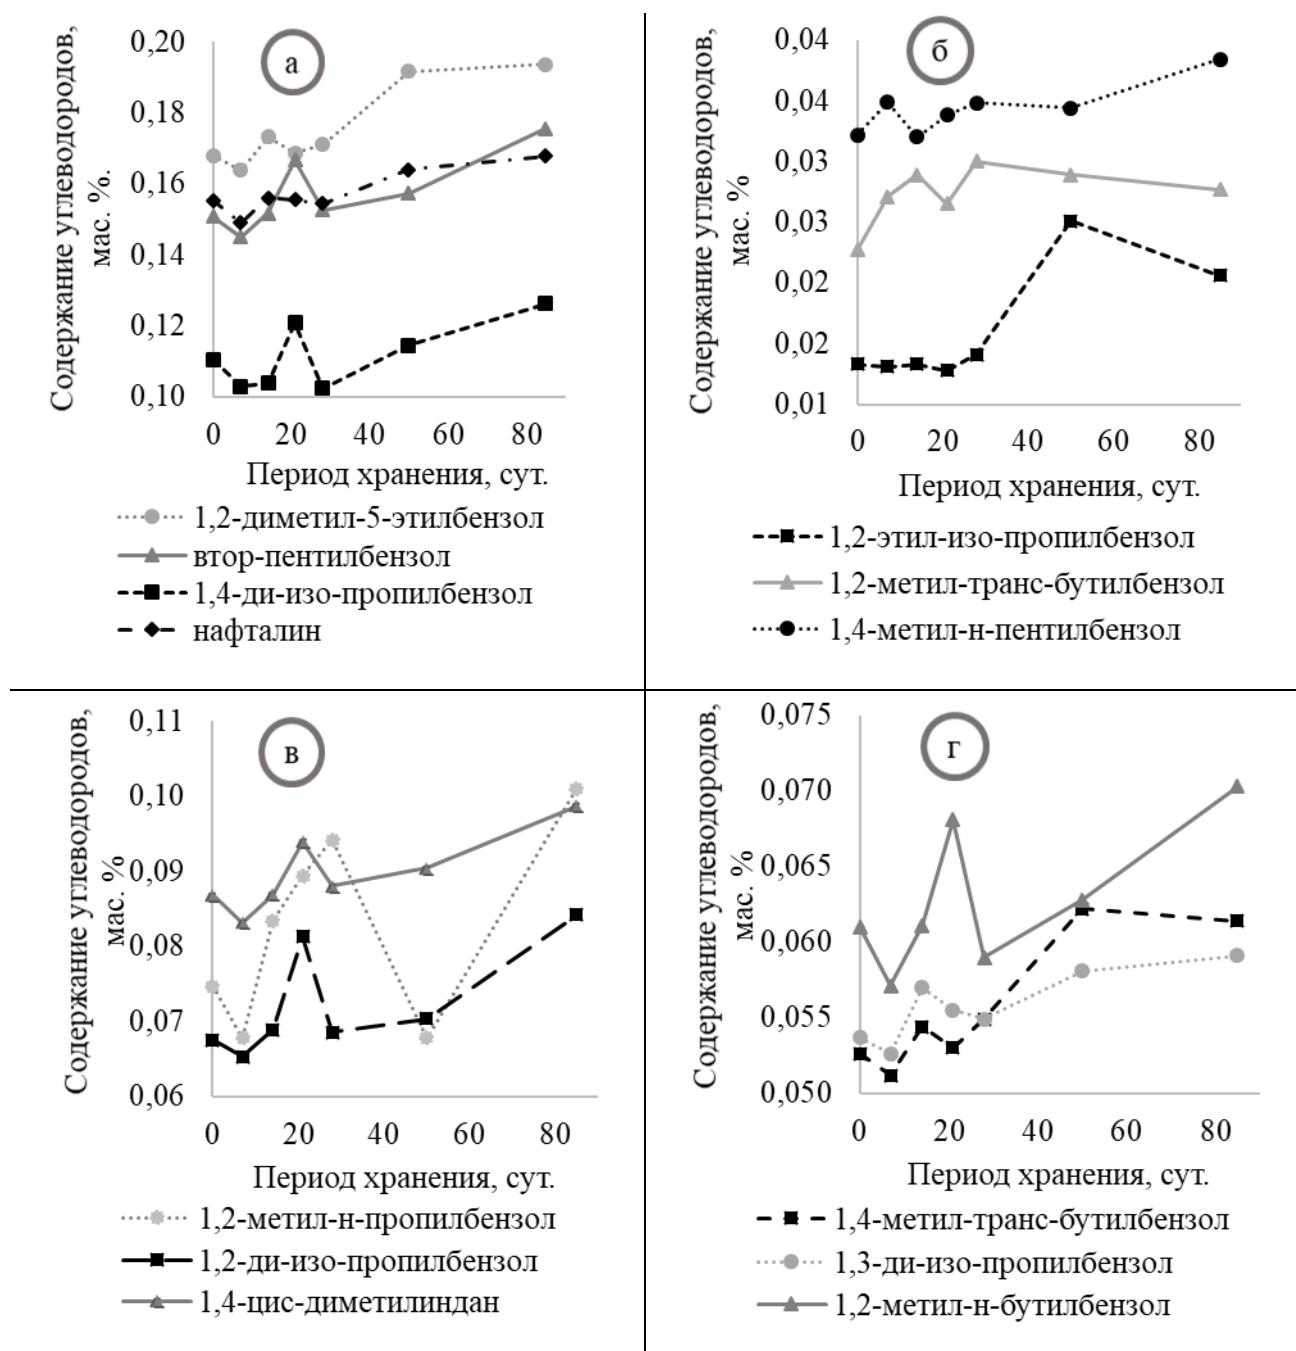 Содержание углеводородов,
мас. %.
а
0,20
0,18
0,16
0,14
0,12
0,10
0 20 40 60 80
Период хранения, сут.
1,2-диметил-5-этилбензол
втор-пентилбензол
1,4-ди-изо-пропилбензол
нафталин
Содержание углеводородов,
мас. %
б
0,04
0,04
0,03
0,03
0,02
0,02
0,01
0 20 40 60 80
Период хранения, сут.
1,2-этил-изо-пропилбензол
1,2-метил-транс-бутилбензол
1,4-метил-н-пентилбензол
Содержание углеводородов,
мас. %
в
0,11
0,10
0,09
0,08
0,07
0,06
0 20 40 60 80
Период хранения, сут.
1,2-метил-н-пропилбензол
1,2-ди-изо-пропилбензол
1,4-цис-диметилиндан
Содержание углеводородов,
мас. %
г
0,075
0,070
0,065
0,060
0,055
0,050
0 20 40 60 80
Период хранения, сут.
1,4-метил-транс-бутилбензол
1,3-ди-изо-пропилбензол
1,2-метил-н-бутилбензол